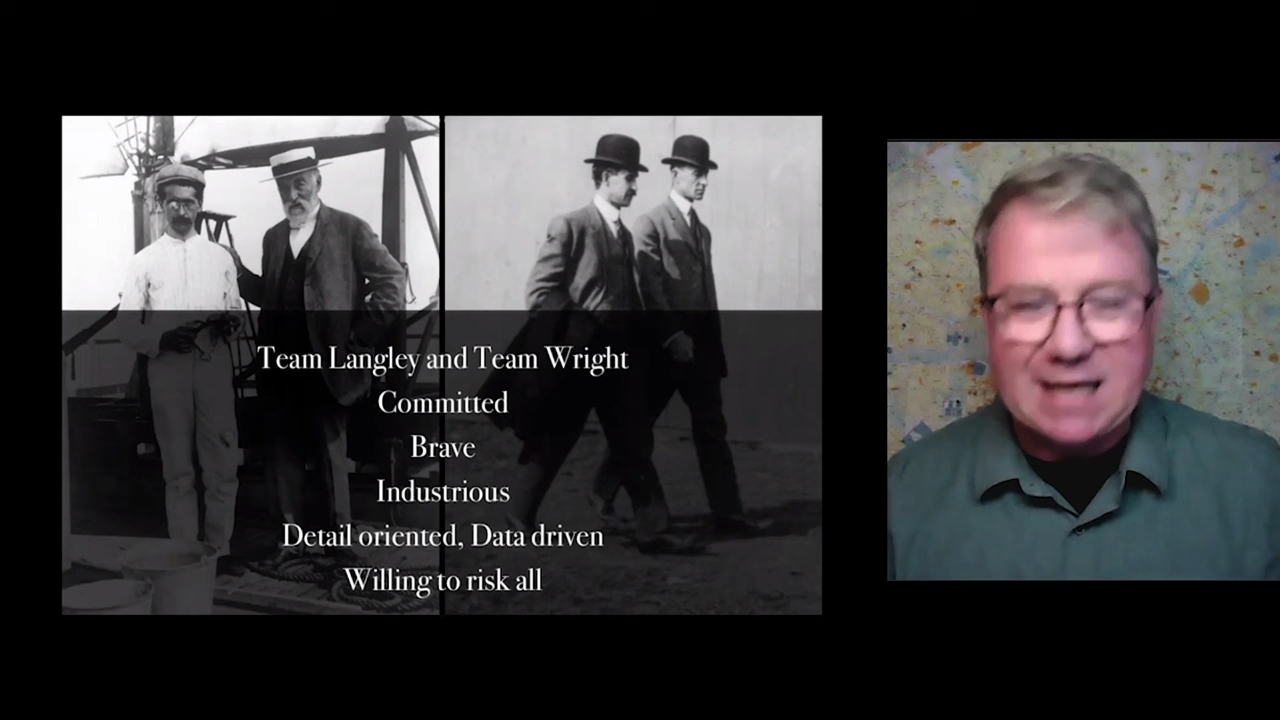 Team Langley and Team Wright
Committed
Brave
Industrious
Detail oriented, Data driven
Willing to risk all